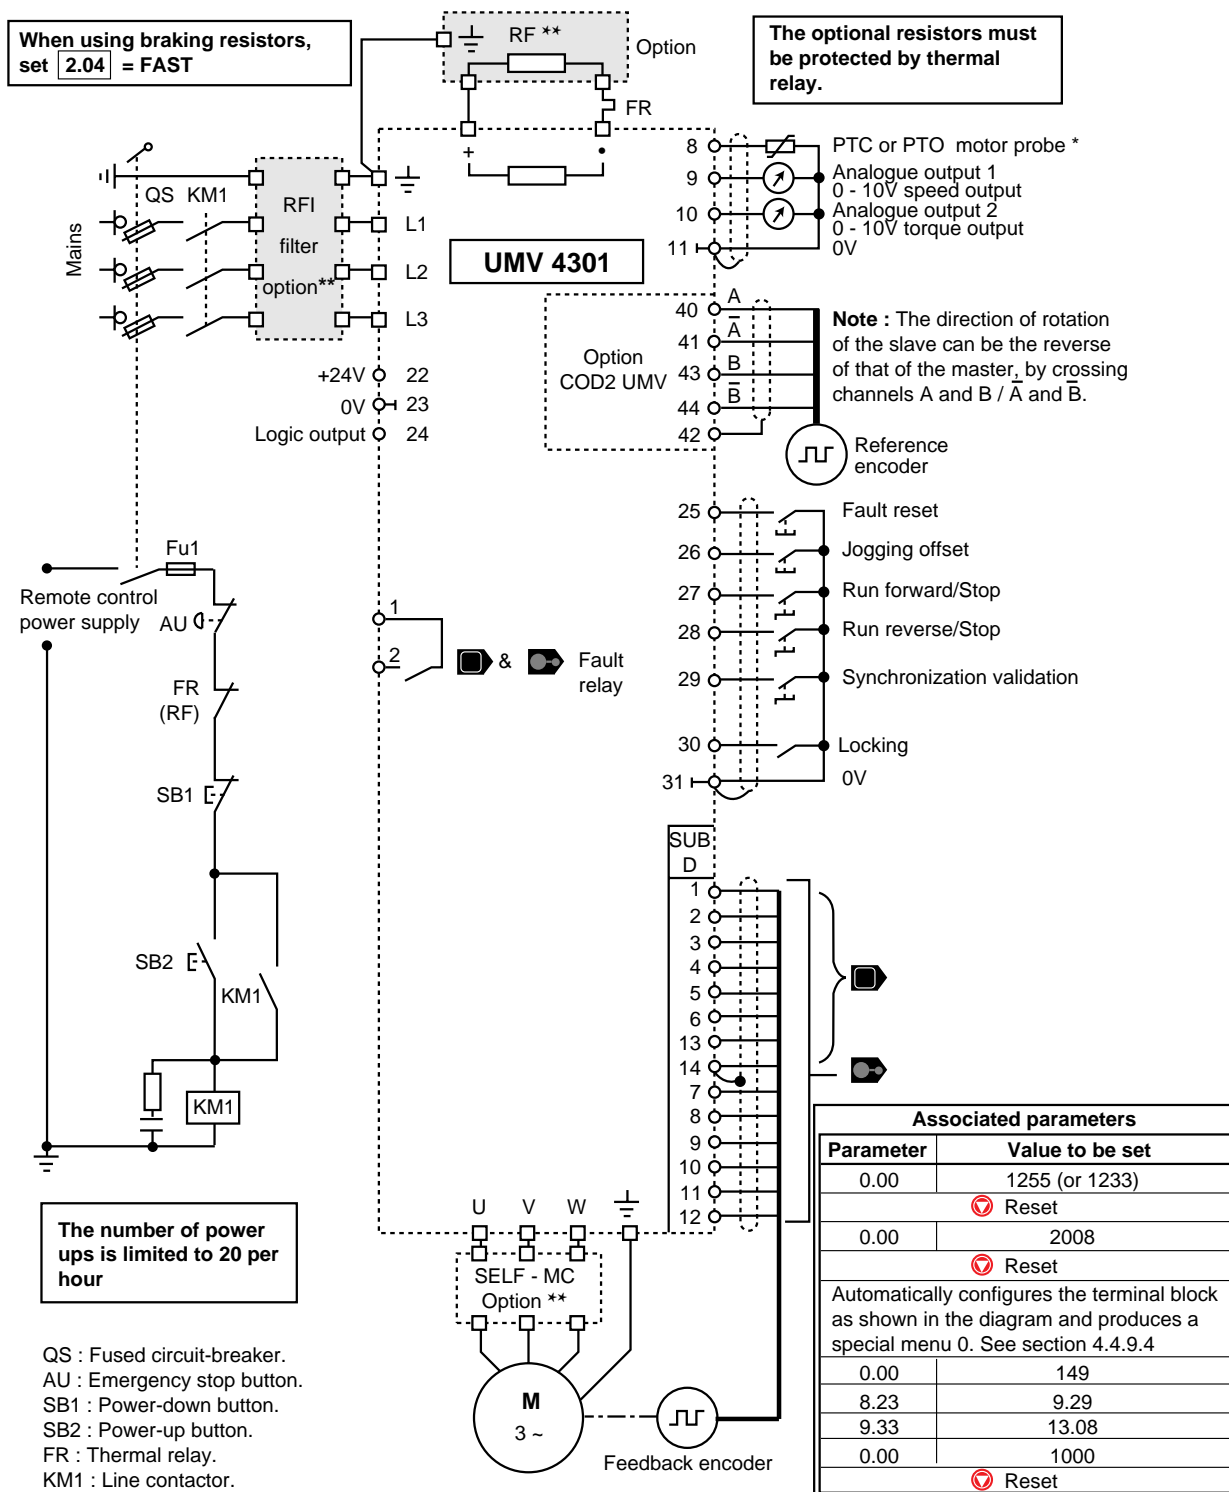 When using braking resistors,
set 2.04 = FAST
RF **
Option
FR
The optional resistors must
be protected by thermal
relay.
+
Mains
QS KM1
RFI
filter
option**
L1
L2
L3
UMV 4301
8 PTC or PTO motor probe *
9 Analogue output 1
0 - 10V speed output
10 Analogue output 2
0 - 10V torque output
11 0V
+24V 22
0V 23
Logic output 24
Option
COD2 UMV
40 A
41 A̅
43 B
44 B̅
42
Note : The direction of rotation
of the slave can be the reverse
of that of the master, by crossing
channels A and B / A̅ and B̅.
Reference
encoder
25 Fault reset
26 Jogging offset
27 Run forward/Stop
28 Run reverse/Stop
29 Synchronization validation
30 Locking
31 0V
Fu1
Remote control
power supply
AU
FR
(RF)
SB1
SB2
KM1
KM1
1
2
& Fault
relay
SUB
D
1
2
3
4
5
6
13
14
7
8
9
10
11
12
U V W
SELF - MC
Option **
M
3 ~
Feedback encoder
The number of power
ups is limited to 20 per
hour
QS : Fused circuit-breaker.
AU : Emergency stop button.
SB1 : Power-down button.
SB2 : Power-up button.
FR : Thermal relay.
KM1 : Line contactor.
Associated parameters
Parameter Value to be set
0.00 1255 (or 1233)
Reset
0.00 2008
Reset
Automatically configures the terminal block
as shown in the diagram and produces a
special menu 0. See section 4.4.9.4
0.00 149
8.23 9.29
9.33 13.08
0.00 1000
Reset